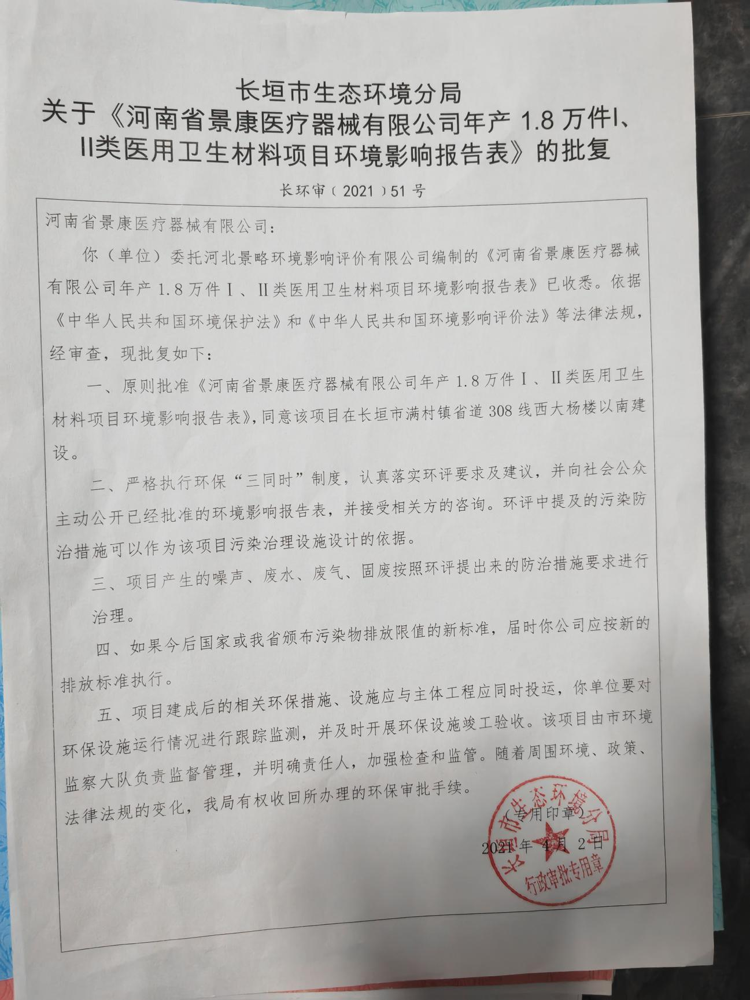 长垣市生态环境分局
关于《河南省景康医疗器械有限公司年产 1.8 万件I、
II类医用卫生材料项目环境影响报告表》的批复
长环审﹝2021﹞51 号
河南省景康医疗器械有限公司：
你（单位）委托河北景略环境影响评价有限公司编制的《河南省景康医疗器械
有限公司年产 1.8 万件Ⅰ、Ⅱ类医用卫生材料项目环境影响报告表》已收悉。依据
《中华人民共和国环境保护法》和《中华人民共和国环境影响评价法》等法律法规，
经审查，现批复如下：
一、原则批准《河南省景康医疗器械有限公司年产 1.8 万件Ⅰ、Ⅱ类医用卫生
材料项目环境影响报告表》，同意该项目在长垣市满村镇省道 308 线西大杨楼以南建
设。
二、严格执行环保“三同时”制度，认真落实环评要求及建议，并向社会公众
主动公开已经批准的环境影响报告表，并接受相关方的咨询。环评中提及的污染防
治措施可以作为该项目污染治理设施设计的依据。
三、项目产生的噪声、废水、废气、固废按照环评提出来的防治措施要求进行
治理。
四、如果今后国家或我省颁布污染物排放限值的新标准，届时你公司应按新的
排放标准执行。
五、项目建成后的相关环保措施、设施应与主体工程应同时投运，你单位要对
环保设施运行情况进行跟踪监测，并及时开展环保设施竣工验收。该项目由市环境
监察大队负责监督管理，并明确责任人，加强检查和监管。随着周围环境、政策、
法律法规的变化，我局有权收回所办理的环保审批手续。
（专用印章）
2021 年 4 月 2 日
长垣市生态环境分局
行政审批专用章